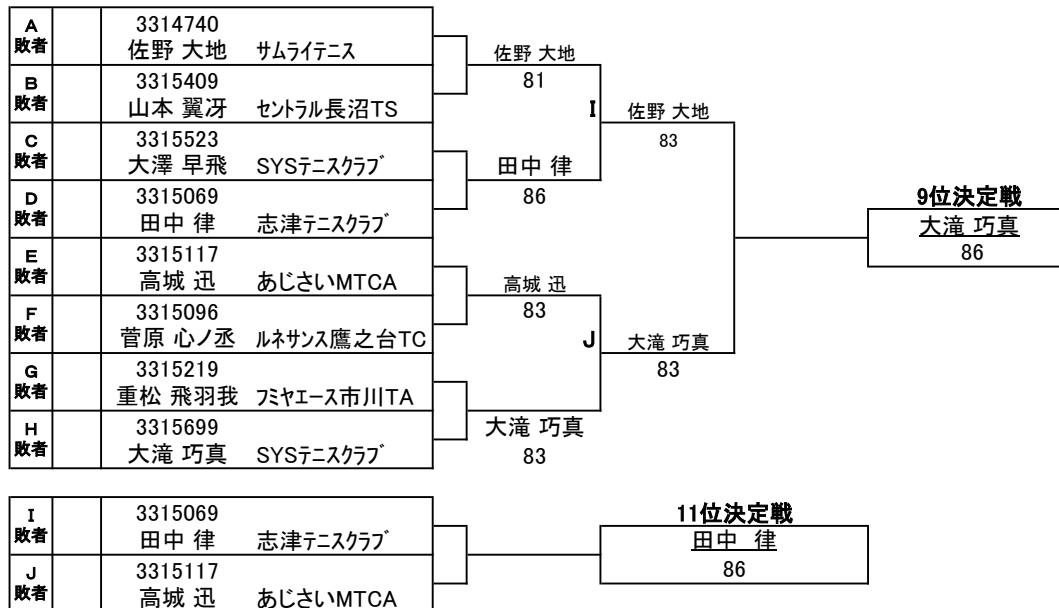 A
敗者
3314740
佐野 大地 サムライテニス
B
敗者
3315409
山本 翼冴 セントラル長沼TS
C
敗者
3315523
大澤 早飛 SYSテニスクラブ
D
敗者
3315069
田中 律 志津テニスクラブ
E
敗者
3315117
高城 迅 あじさいMTCA
F
敗者
3315096
菅原 心ノ丞 ルネサンス鷹之台TC
G
敗者
3315219
重松 飛羽我 フミヤエース市川TA
H
敗者
3315699
大滝 巧真 SYSテニスクラブ
佐野 大地
81
I
田中 律
86
高城 迅
83
J
大滝 巧真
83
佐野 大地
83
大滝 巧真
83
9位決定戦
大滝 巧真
86
I
敗者
3315069
田中 律 志津テニスクラブ
J
敗者
3315117
高城 迅 あじさいMTCA
11位決定戦
田中 律
86